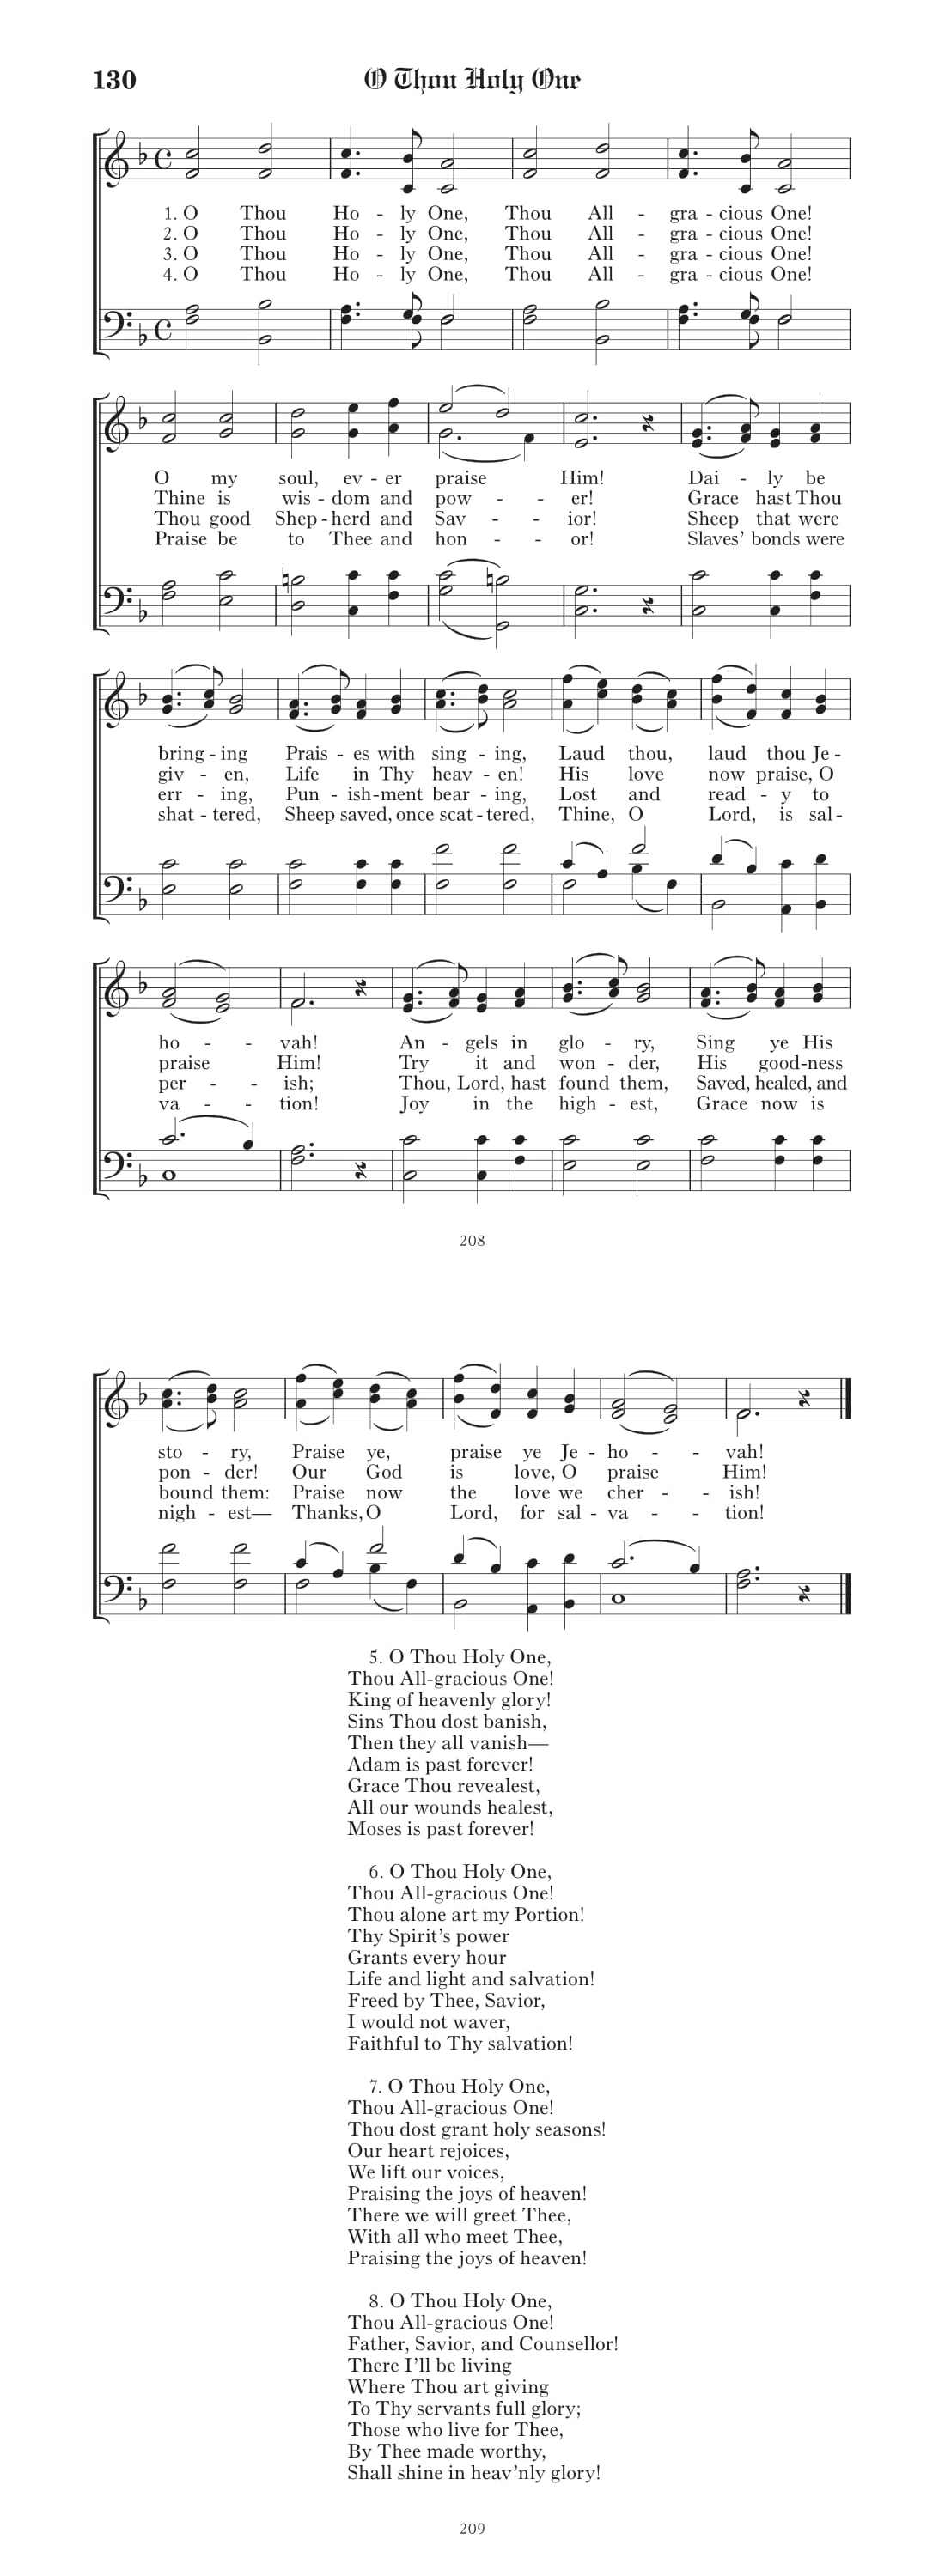 130 O Thou Holy One
1. O Thou Ho - ly One, Thou All - gra - cious One!
2. O Thou Ho - ly One, Thou All - gra - cious One!
3. O Thou Ho - ly One, Thou All - gra - cious One!
4. O Thou Ho - ly One, Thou All - gra - cious One!
O my soul, ev - er praise Him! Dai - ly be
Thine is wis - dom and pow - - er! Grace hast Thou
Thou good Shep - herd and Sav - - ior! Sheep that were
Praise be to Thee and hon - - or! Slaves’ bonds were
bring - ing Prais - es with sing - ing, Laud thou, laud thou Je -
giv - en, Life in Thy heav - en! His love now praise, O
err - ing, Pun - ish - ment bear - ing, Lost and read - y to
shat - tered, Sheep saved, once scat - tered, Thine, O Lord, is sal -
ho - - vah! An - gels in glo - ry, Sing ye His
praise Him! Try it and won - der, His good - ness
per - - ish; Thou, Lord, hast found them, Saved, healed, and
va - - tion! Joy in the high - est, Grace now is
208
sto - ry, Praise ye, praise ye Je - ho - - vah!
pon - der! Our God is love, O praise Him!
bound them: Praise now the love we cher - - ish!
nigh - est— Thanks, O Lord, for sal - va - - tion!
5. O Thou Holy One,
Thou All-gracious One!
King of heavenly glory!
Sins Thou dost banish,
Then they all vanish—
Adam is past forever!
Grace Thou revealest,
All our wounds healest,
Moses is past forever!
6. O Thou Holy One,
Thou All-gracious One!
Thou alone art my Portion!
Thy Spirit’s power
Grants every hour
Life and light and salvation!
Freed by Thee, Savior,
I would not waver,
Faithful to Thy salvation!
7. O Thou Holy One,
Thou All-gracious One!
Thou dost grant holy seasons!
Our heart rejoices,
We lift our voices,
Praising the joys of heaven!
There we will greet Thee,
With all who meet Thee,
Praising the joys of heaven!
8. O Thou Holy One,
Thou All-gracious One!
Father, Savior, and Counsellor!
There I’ll be living
Where Thou art giving
To Thy servants full glory;
Those who live for Thee,
By Thee made worthy,
Shall shine in heav’nly glory!
209